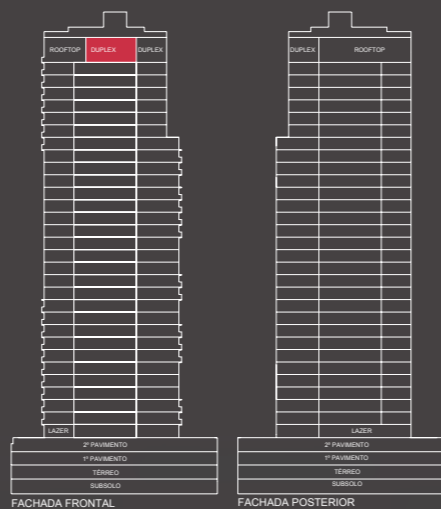 ROOFTOP DUPLEX DUPLEX
LAZER
2º PAVIMENTO
1º PAVIMENTO
TÉRREO
SUBSOLO
FACHADA FRONTAL
DUPLEX ROOFTOP
LAZER
2º PAVIMENTO
1º PAVIMENTO
TÉRREO
SUBSOLO
FACHADA POSTERIOR